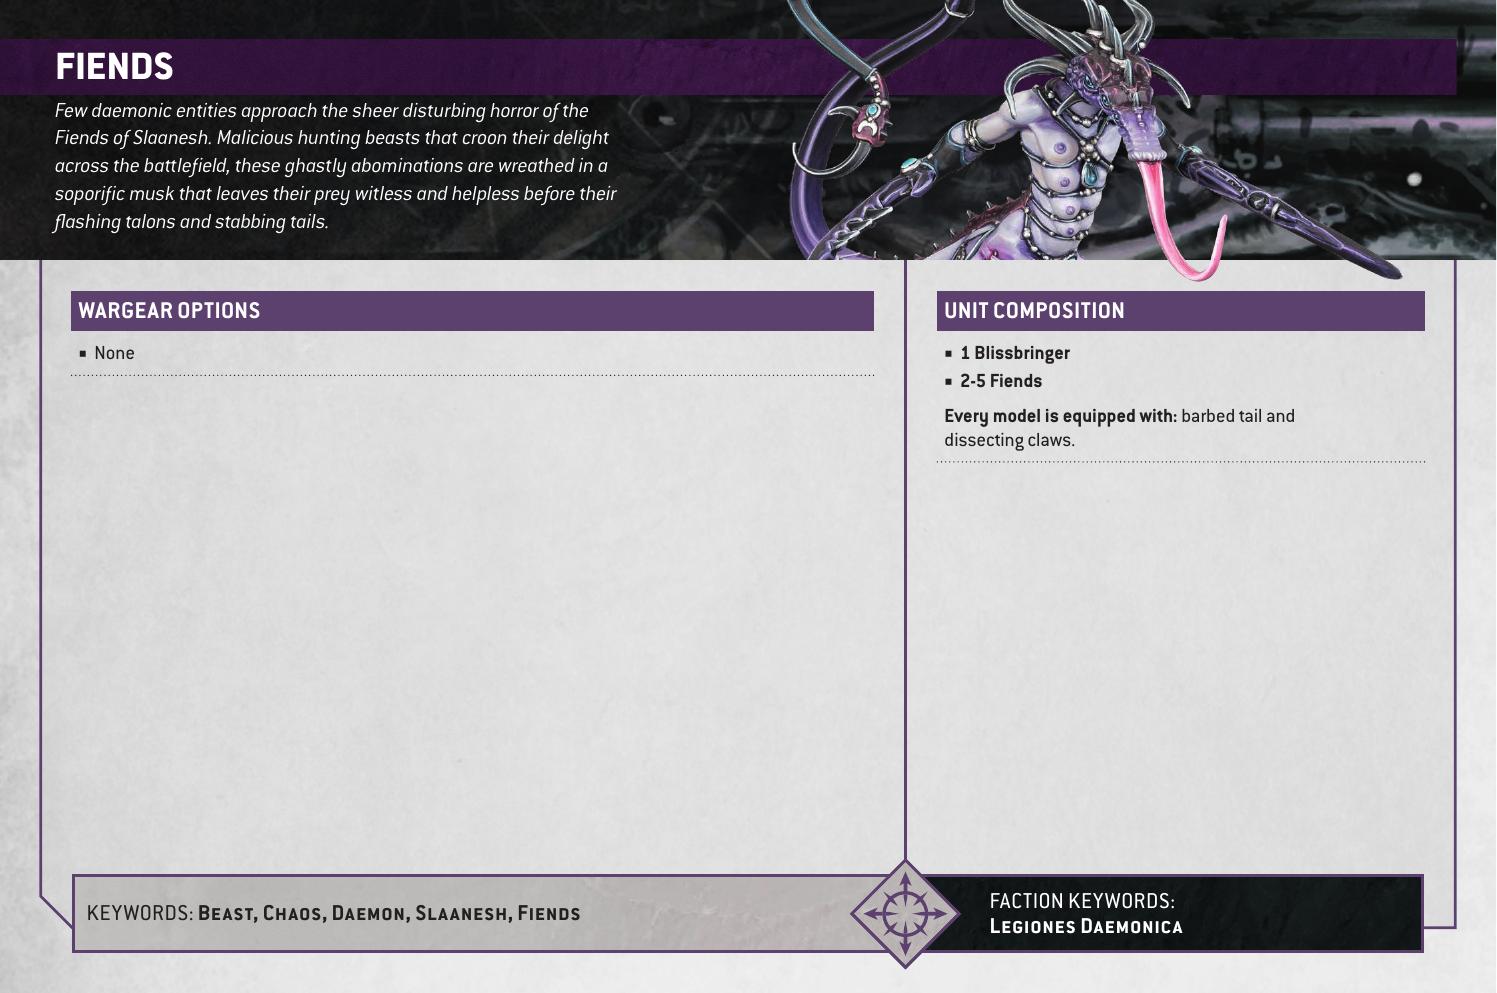 FIENDS
Few daemonic entities approach the sheer disturbing horror of the
Fiends of Slaanesh. Malicious hunting beasts that croon their delight
across the battlefield, these ghastly abominations are wreathed in a
soporific musk that leaves their prey witless and helpless before their
flashing talons and stabbing tails.
WARGEAR OPTIONS
▪ None
UNIT COMPOSITION
▪ 1 Blissbringer
▪ 2-5 Fiends
Every model is equipped with: barbed tail and
dissecting claws.
KEYWORDS: BEAST, CHAOS, DAEMON, SLAANESH, FIENDS
FACTION KEYWORDS:
LEGIONES DAEMONICA